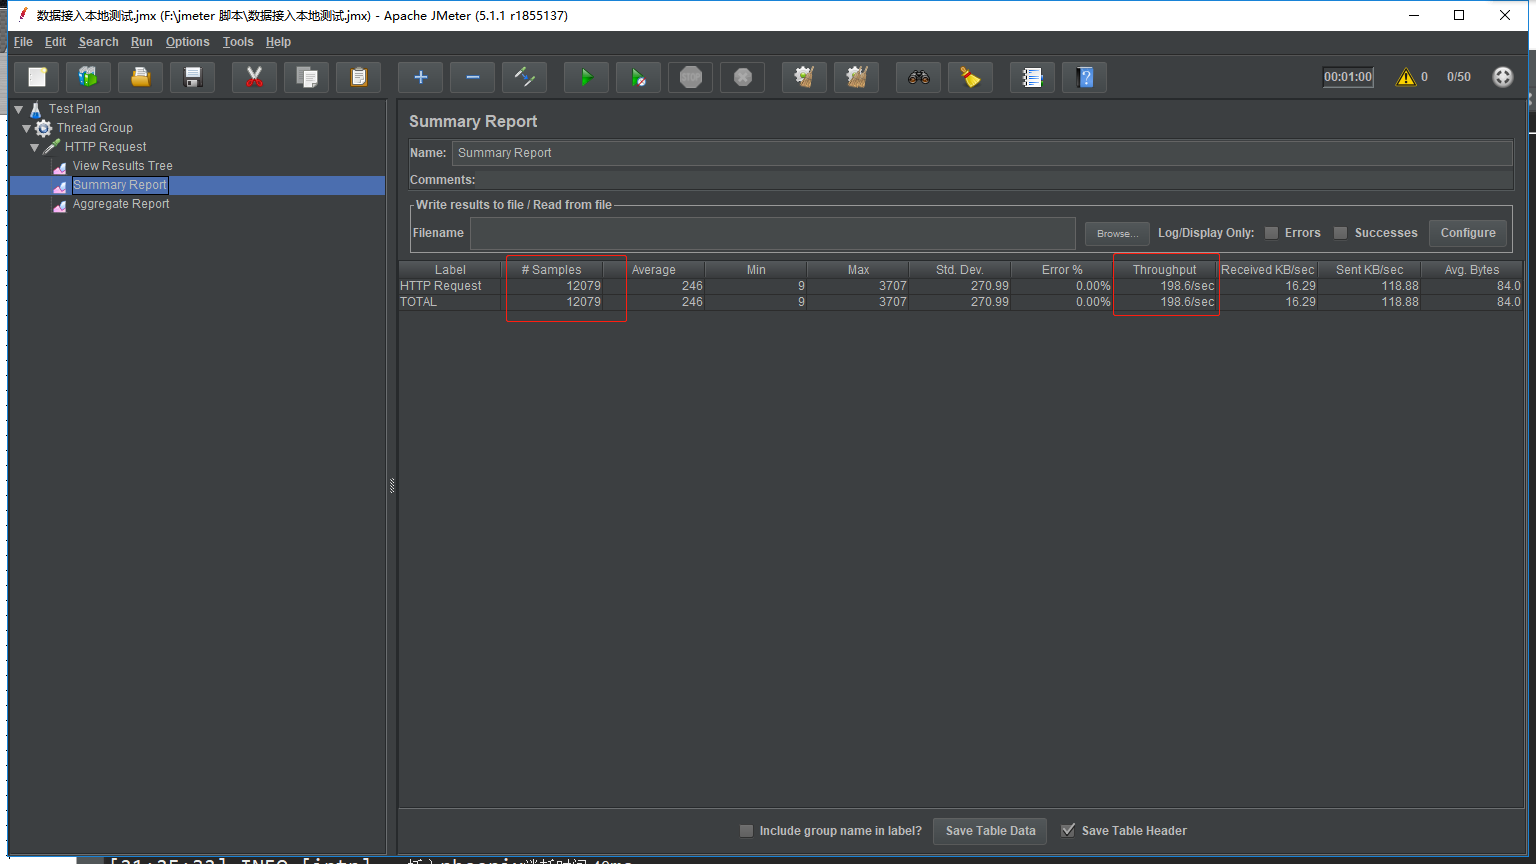 数据接入本地测试.jmx (F:\jmeter 脚本\数据接入本地测试.jmx) - Apache JMeter (5.1.1 r1855137)
File Edit Search Run Options Tools Help
STOP
00:01:00 0 0/50
Test Plan
Thread Group
HTTP Request
View Results Tree
Summary Report
Aggregate Report
Summary Report
Name: Summary Report
Comments:
Write results to file / Read from file
Filename Browse... Log/Display Only: Errors Successes Configure
Label # Samples Average Min Max Std. Dev. Error % Throughput Received KB/sec Sent KB/sec Avg. Bytes
HTTP Request 12079 246 9 3707 270.99 0.00% 198.6/sec 16.29 118.88 84.0
TOTAL 12079 246 9 3707 270.99 0.00% 198.6/sec 16.29 118.88 84.0
Include group name in label? Save Table Data Save Table Header